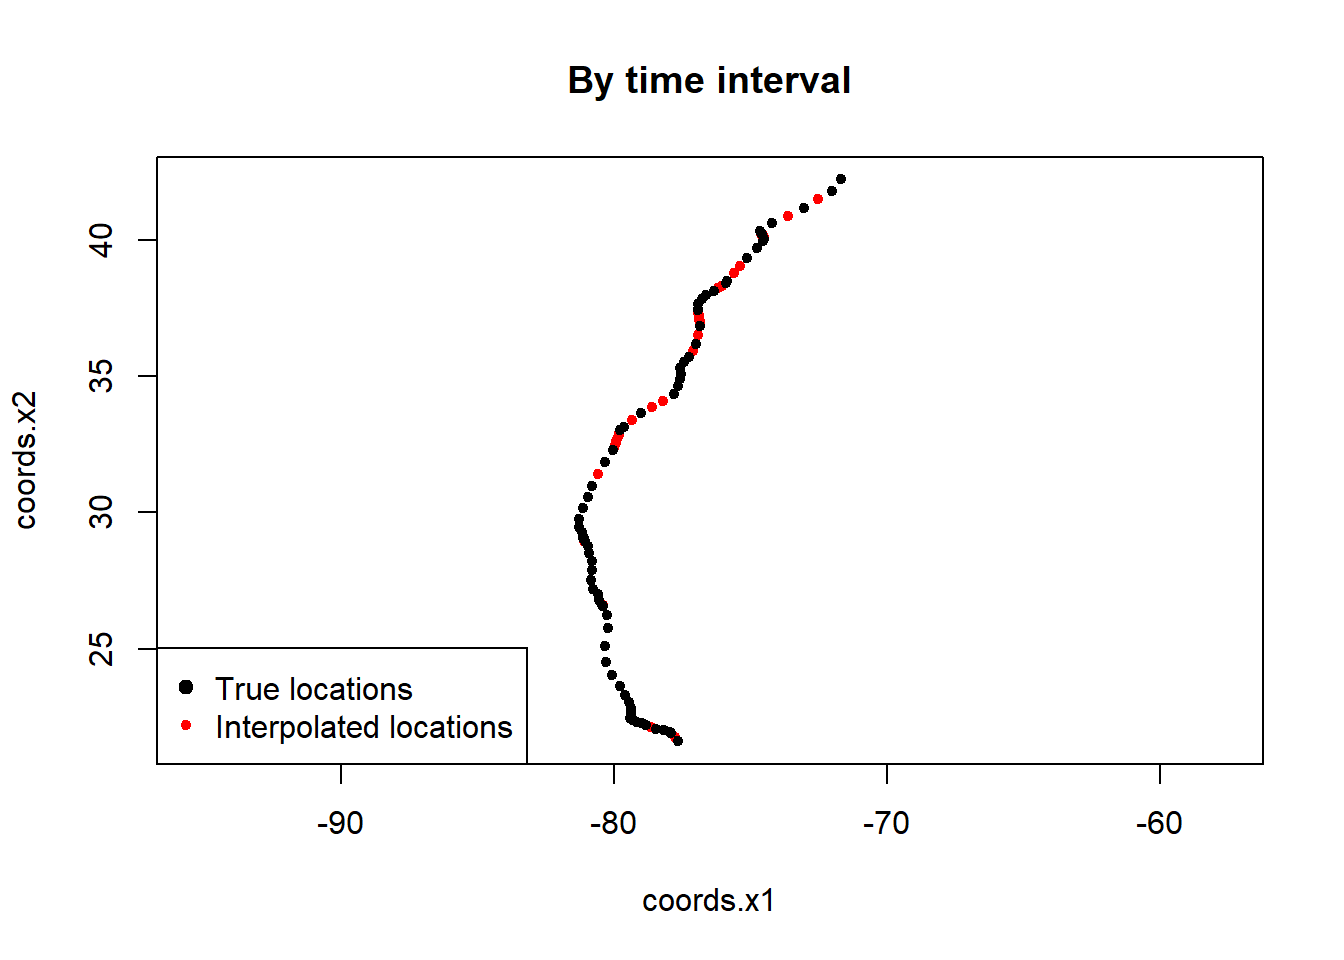 By time interval
coords.x2
40
35
30
25
True locations
Interpolated locations
-90 -80 -70 -60
coords.x1